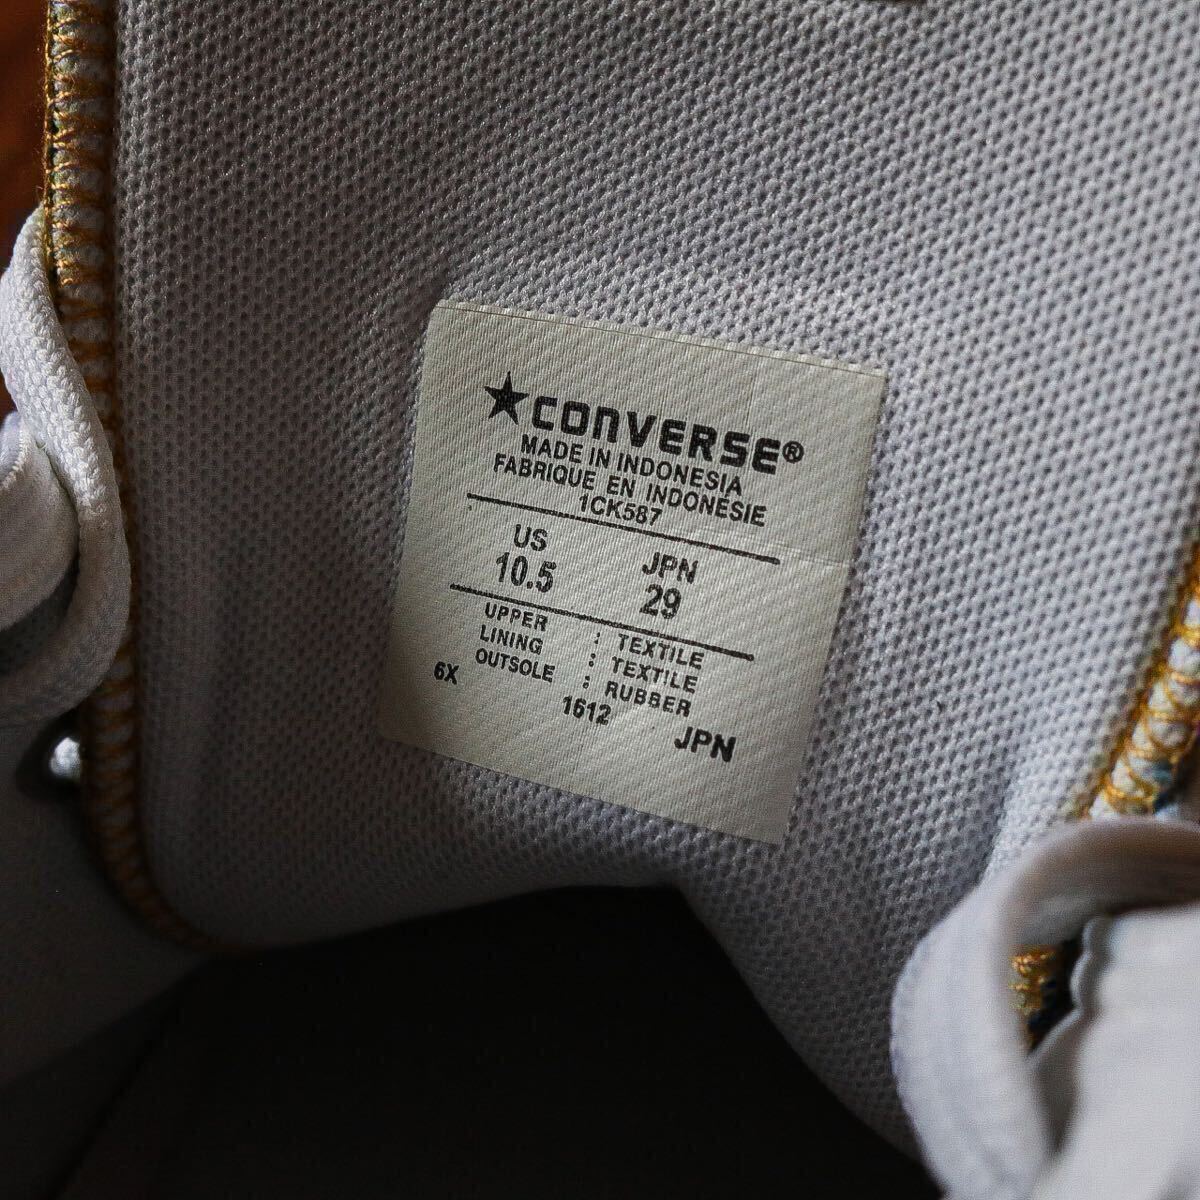 ★CONVERSE®
MADE IN INDONESIA
FABRIQUE EN INDONÉSIE
1CK587
US JPN
10.5 29
UPPER : TEXTILE
LINING : TEXTILE
OUTSOLE : RUBBER
6X 1612 JPN